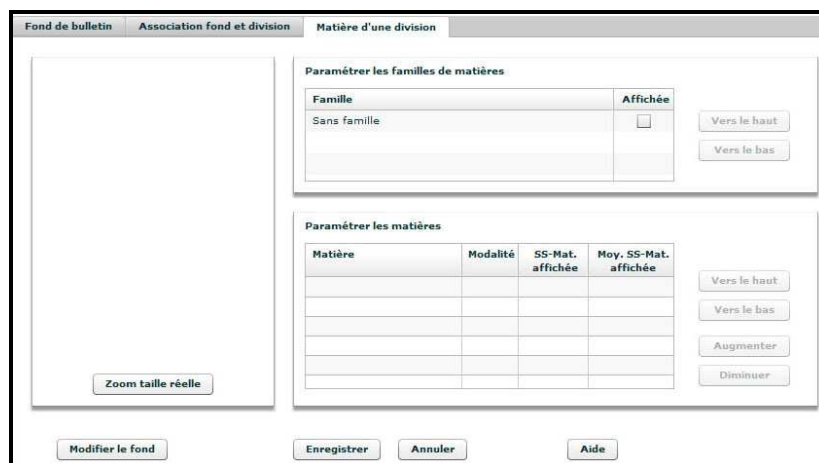 Fond de bulletin
Association fond et division
Matière d'une division
Paramétrer les familles de matières
Famille
Affichée
Sans famille
Vers le haut
Vers le bas
Paramétrer les matières
Matière
Modalité
SS-Mat.
affichée
Moy. SS-Mat.
affichée
Vers le haut
Vers le bas
Augmenter
Diminuer
Zoom taille réelle
Modifier le fond
Enregistrer
Annuler
Aide